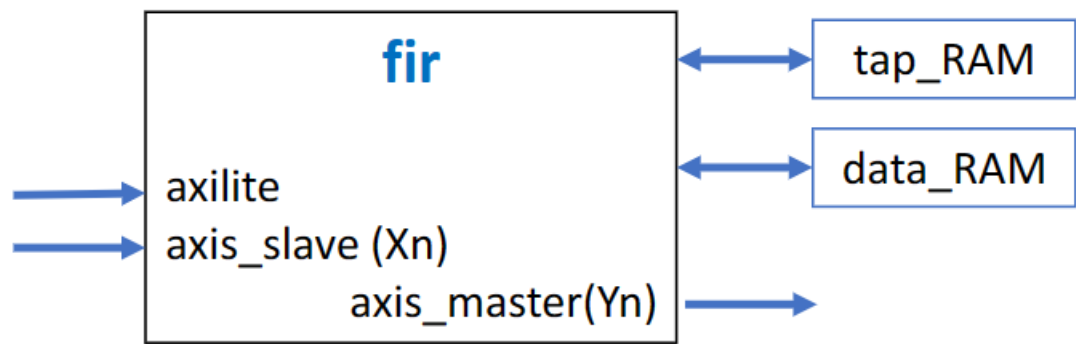 fir
tap_RAM
data_RAM
axilite
axis_slave (Xn)
axis_master(Yn)